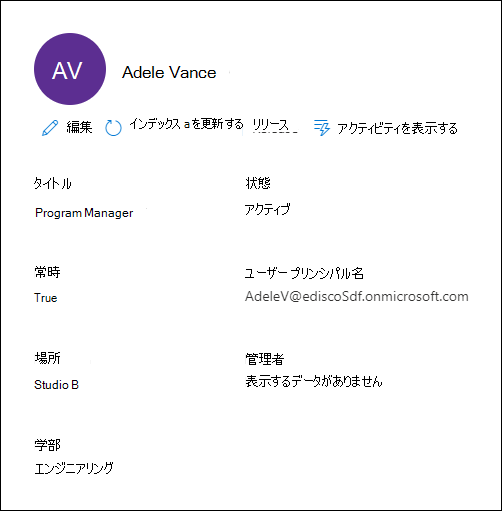 AV
Adele Vance
編集 インデックス aを更新する リリース アクティビティを表示する
タイトル 状態
Program Manager アクティブ
常時 ユーザー プリンシパル名
True AdeleV@ediscoSdf.onmicrosoft.com
場所 管理者
Studio B 表示するデータがありません
学部
エンジニアリング